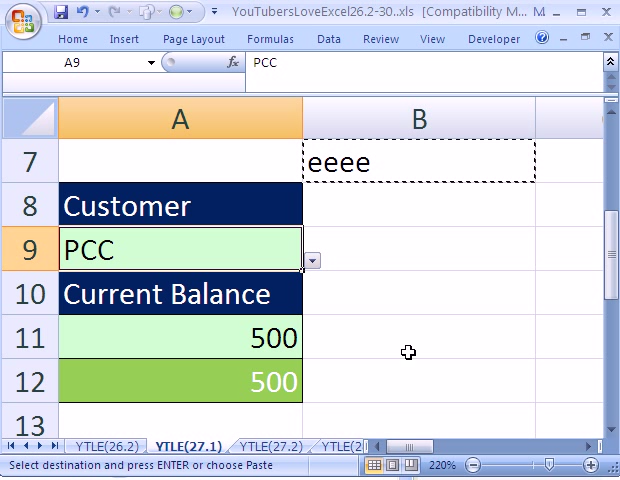 YouTubersLoveExcel26.2-30..xls [Compatibility M... M
Home Insert Page Layout Formulas Data Review View Developer
A9 fx PCC
A B
7 eeee
8 Customer
9 PCC
10 Current Balance
11 500
12 500
13
YTLE(26.2) YTLE(27.1) YTLE(27.2) YTLE(2
Select destination and press ENTER or choose Paste 220%